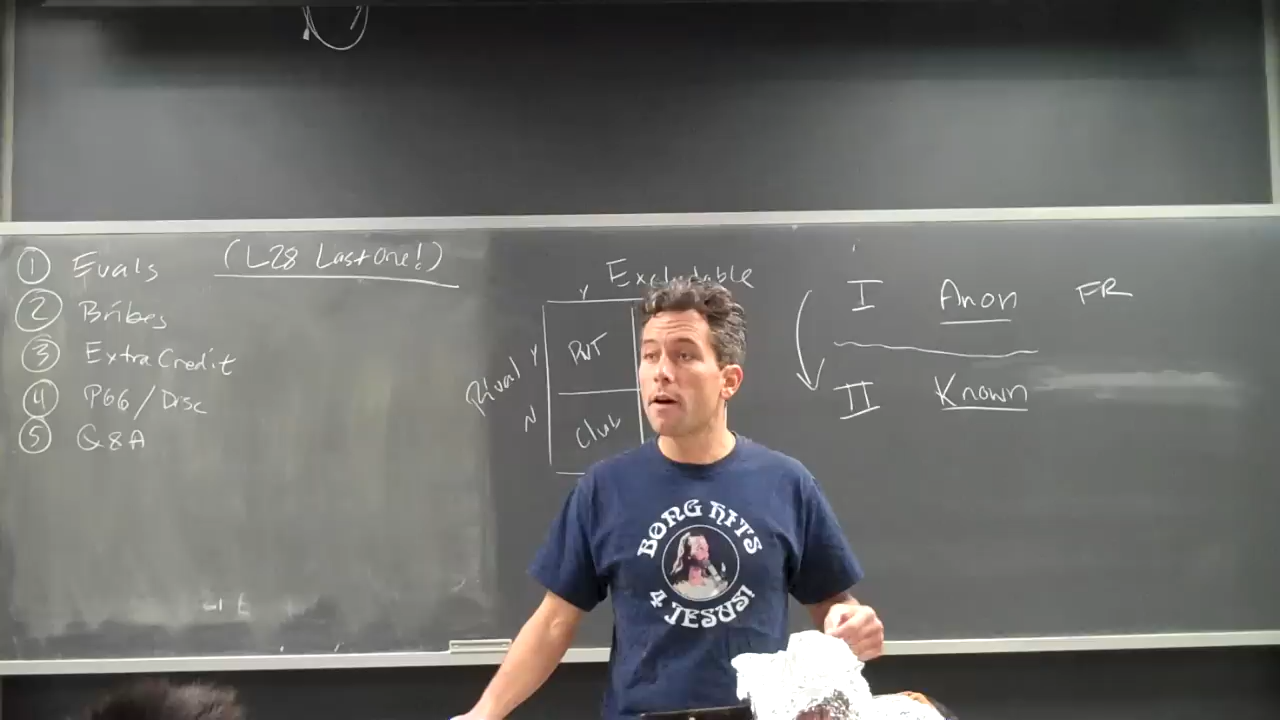 ① Evals (L28 Last One!)
② Bribes
③ Extra Credit
④ PGG/Disc
⑤ Q&A
Excludable
Y
Rival
Y
N
PVT
Club
I Anon FR
II Known
BONG HITS
4 JESUS!